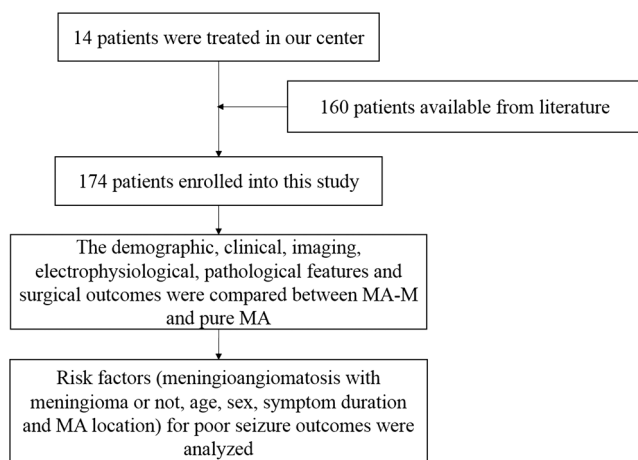 14 patients were treated in our center
160 patients available from literature
174 patients enrolled into this study
The demographic, clinical, imaging,
electrophysiological, pathological features and
surgical outcomes were compared between MA-M
and pure MA
Risk factors (meningioangiomatosis with
meningioma or not, age, sex, symptom duration
and MA location) for poor seizure outcomes were
analyzed